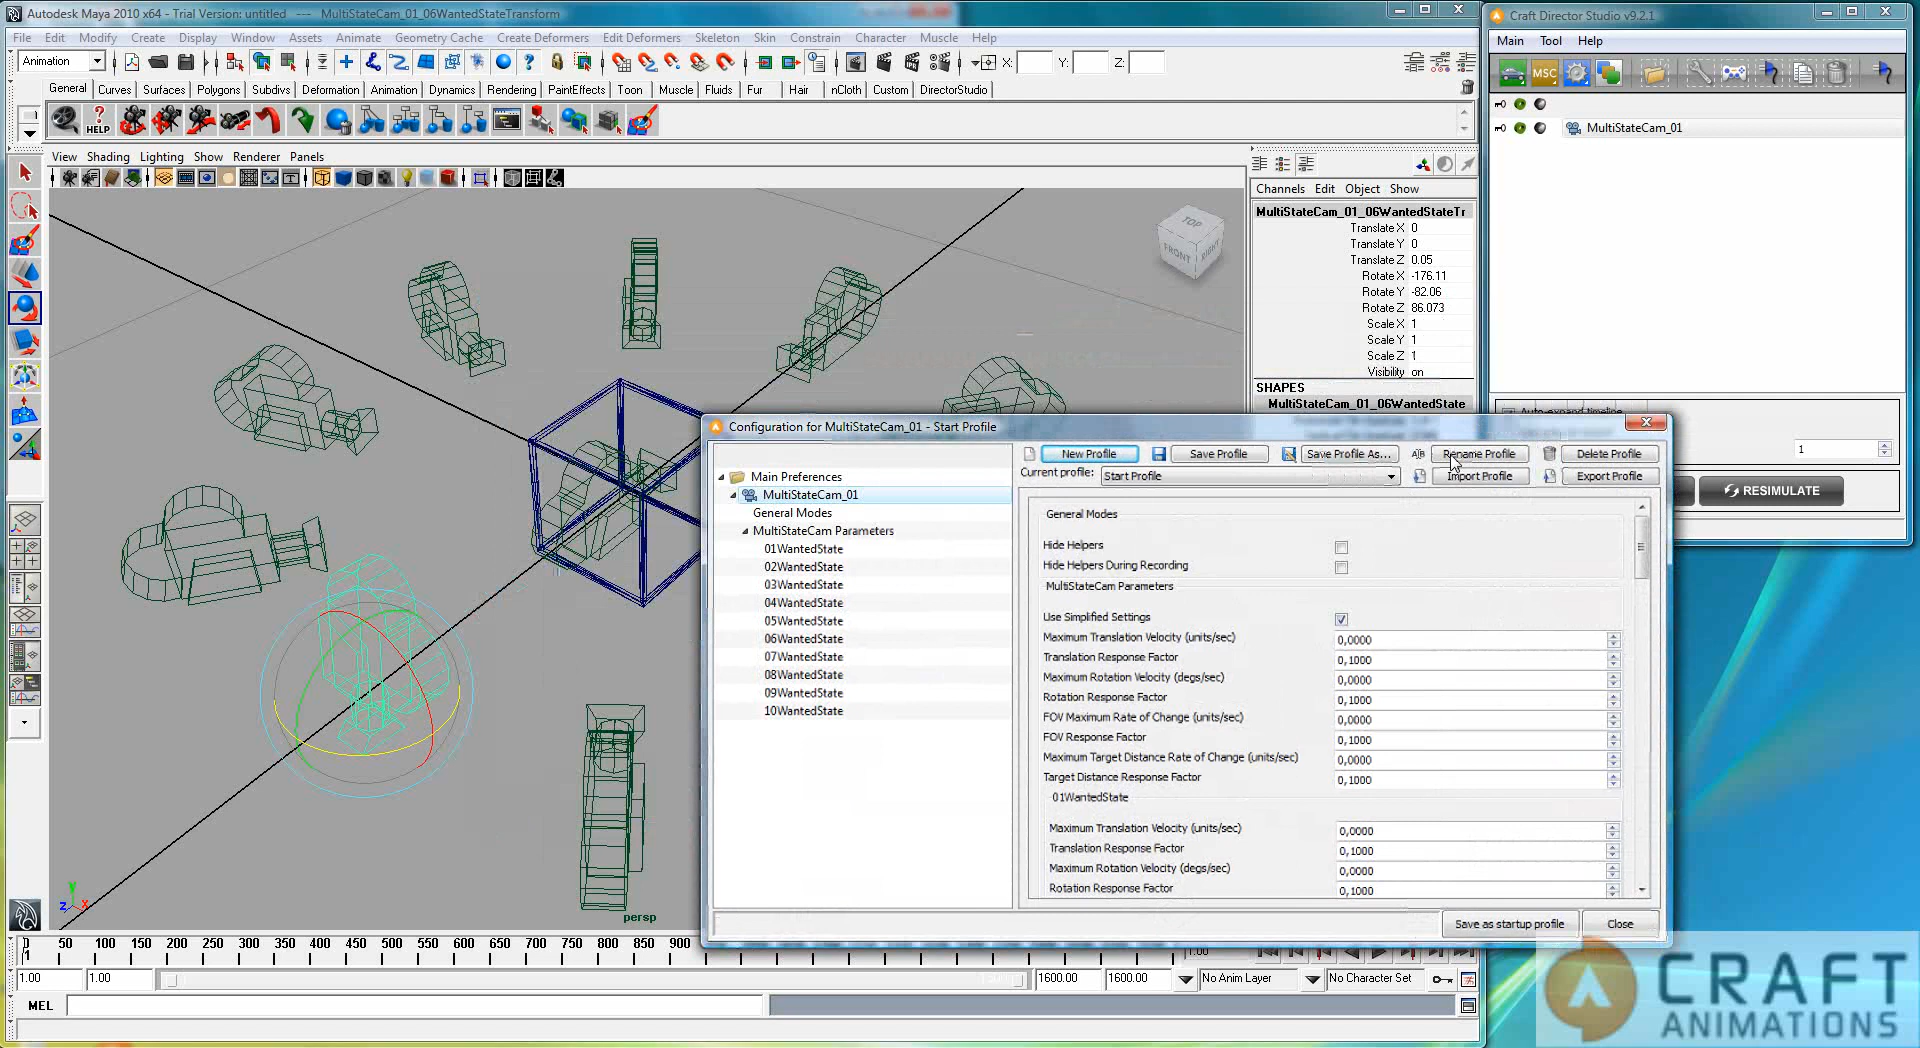 Autodesk Maya 2010 x64 - Trial Version: untitled --- MultiStateCam_01_06WantedStateTransform
File Edit Modify Create Display Window Assets Animate Geometry Cache Create Deformers Edit Deformers Skeleton Skin Constrain Character Muscle Help
Animation X: Y: Z:
General Curves Surfaces Polygons Subdivs Deformation Animation Dynamics Rendering PaintEffects Toon Muscle Fluids Fur Hair nCloth Custom DirectorStudio
HELP
View Shading Lighting Show Renderer Panels
TOP
FRONT RIGHT
persp
y
z x
Channels Edit Object Show
MultiStateCam_01_06WantedStateTr
Translate X 0
Translate Y 0
Translate Z 0.05
Rotate X -176.11
Rotate Y -82.06
Rotate Z 86.073
Scale X 1
Scale Y 1
Scale Z 1
Visibility on
SHAPES
MultiStateCam_01_06WantedState
Craft Director Studio v9.2.1
Main Tool Help
MSC
MultiStateCam_01
Auto-expand timeline
1
RESIMULATE
Configuration for MultiStateCam_01 - Start Profile
New Profile Save Profile Save Profile As... Rename Profile Delete Profile
Current profile: Start Profile Import Profile Export Profile
Main Preferences
MultiStateCam_01
General Modes
MultiStateCam Parameters
01WantedState
02WantedState
03WantedState
04WantedState
05WantedState
06WantedState
07WantedState
08WantedState
09WantedState
10WantedState
General Modes
Hide Helpers
Hide Helpers During Recording
MultiStateCam Parameters
Use Simplified Settings
Maximum Translation Velocity (units/sec) 0,0000
Translation Response Factor 0,1000
Maximum Rotation Velocity (degs/sec) 0,0000
Rotation Response Factor 0,1000
FOV Maximum Rate of Change (units/sec) 0,0000
FOV Response Factor 0,1000
Maximum Target Distance Rate of Change (units/sec) 0,0000
Target Distance Response Factor 0,1000
01WantedState
Maximum Translation Velocity (units/sec) 0,0000
Translation Response Factor 0,1000
Maximum Rotation Velocity (degs/sec) 0,0000
Rotation Response Factor 0,1000
Save as startup profile Close
1 50 100 150 200 250 300 350 400 450 500 550 600 650 700 750 800 850 900
1.00
1.00 1.00 1600.00 1600.00 No Anim Layer No Character Set
MEL
CRAFT
ANIMATIONS